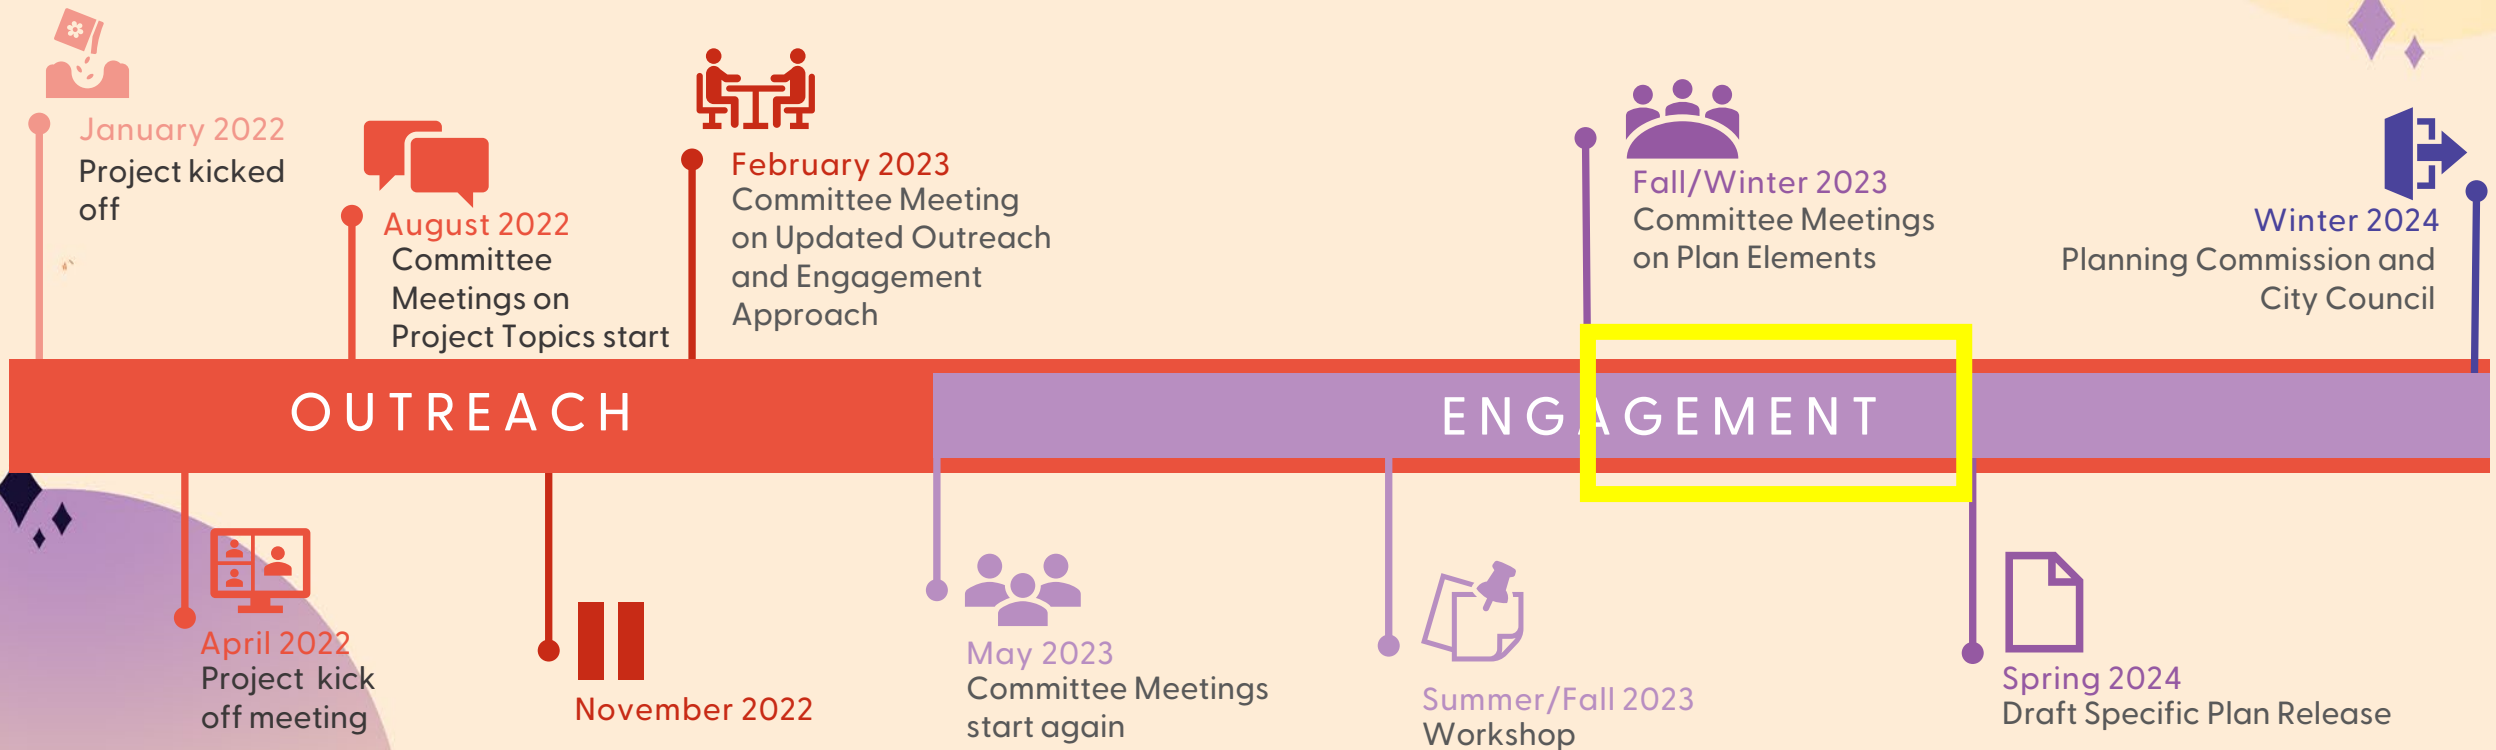 January 2022
Project kicked
off
August 2022
Committee
Meetings on
Project Topics start
February 2023
Committee Meeting
on Updated Outreach
and Engagement
Approach
Fall/Winter 2023
Committee Meetings
on Plan Elements
Winter 2024
Planning Commission and
City Council
OUTREACH
ENGAGEMENT
April 2022
Project kick
off meeting
November 2022
May 2023
Committee Meetings
start again
Summer/Fall 2023
Workshop
Spring 2024
Draft Specific Plan Release